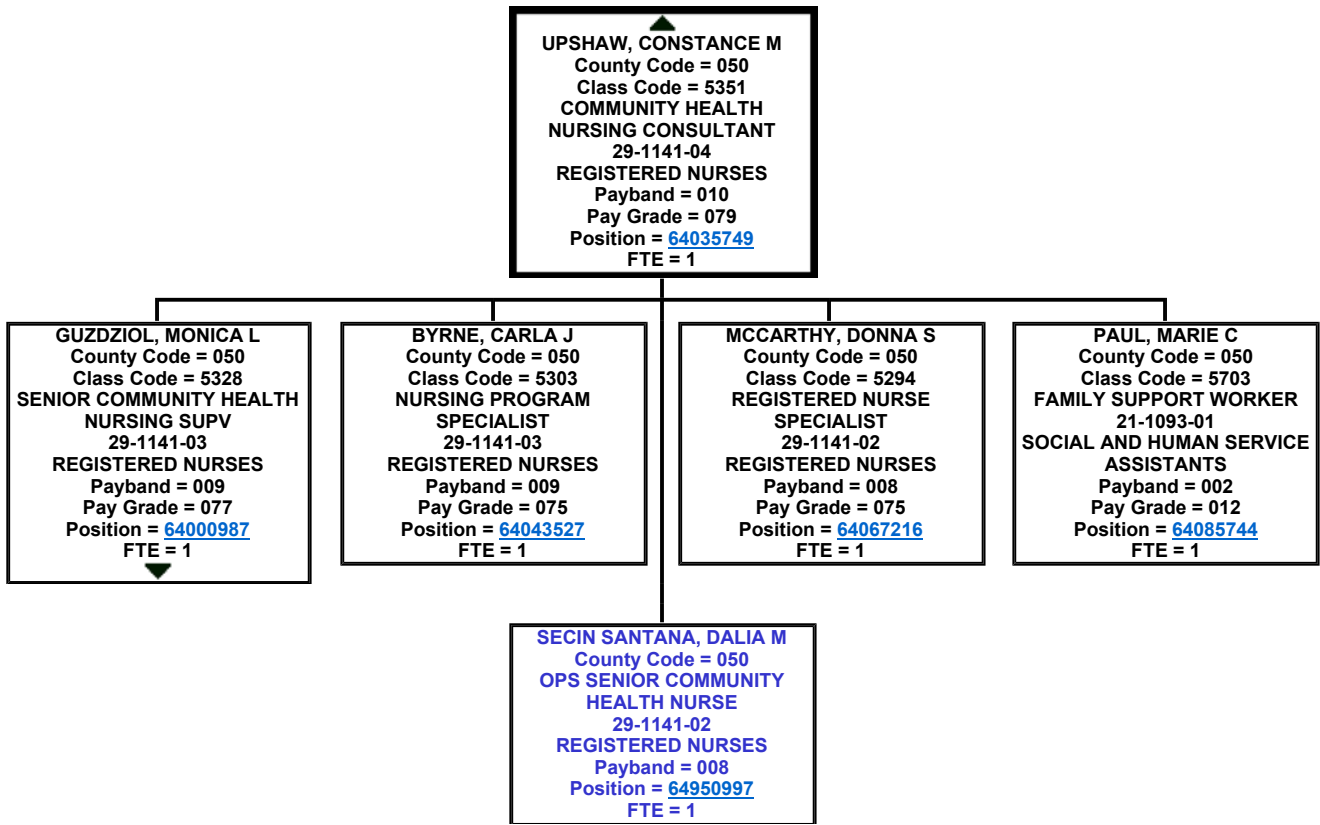 UPSHAW, CONSTANCE M
County Code = 050
Class Code = 5351
COMMUNITY HEALTH
NURSING CONSULTANT
29-1141-04
REGISTERED NURSES
Payband = 010
Pay Grade = 079
Position = 64035749
FTE = 1
GUZDZIOL, MONICA L
County Code = 050
Class Code = 5328
SENIOR COMMUNITY HEALTH
NURSING SUPV
29-1141-03
REGISTERED NURSES
Payband = 009
Pay Grade = 077
Position = 64000987
FTE = 1
BYRNE, CARLA J
County Code = 050
Class Code = 5303
NURSING PROGRAM
SPECIALIST
29-1141-03
REGISTERED NURSES
Payband = 009
Pay Grade = 075
Position = 64043527
FTE = 1
MCCARTHY, DONNA S
County Code = 050
Class Code = 5294
REGISTERED NURSE
SPECIALIST
29-1141-02
REGISTERED NURSES
Payband = 008
Pay Grade = 075
Position = 64067216
FTE = 1
PAUL, MARIE C
County Code = 050
Class Code = 5703
FAMILY SUPPORT WORKER
21-1093-01
SOCIAL AND HUMAN SERVICE
ASSISTANTS
Payband = 002
Pay Grade = 012
Position = 64085744
FTE = 1
SECIN SANTANA, DALIA M
County Code = 050
OPS SENIOR COMMUNITY
HEALTH NURSE
29-1141-02
REGISTERED NURSES
Payband = 008
Position = 64950997
FTE = 1